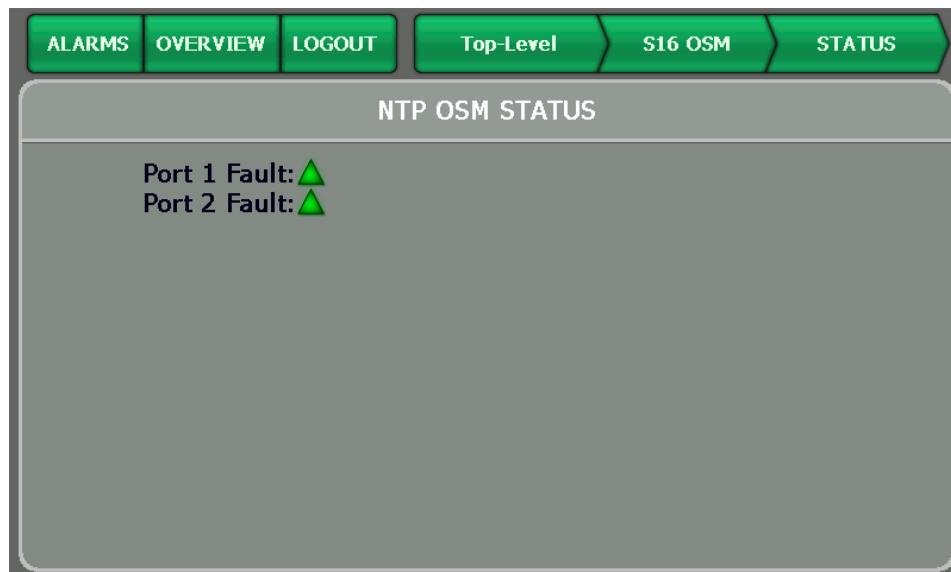 ALARMS OVERVIEW LOGOUT Top-Level S16 OSM STATUS
NTP OSM STATUS
Port 1 Fault:
Port 2 Fault: